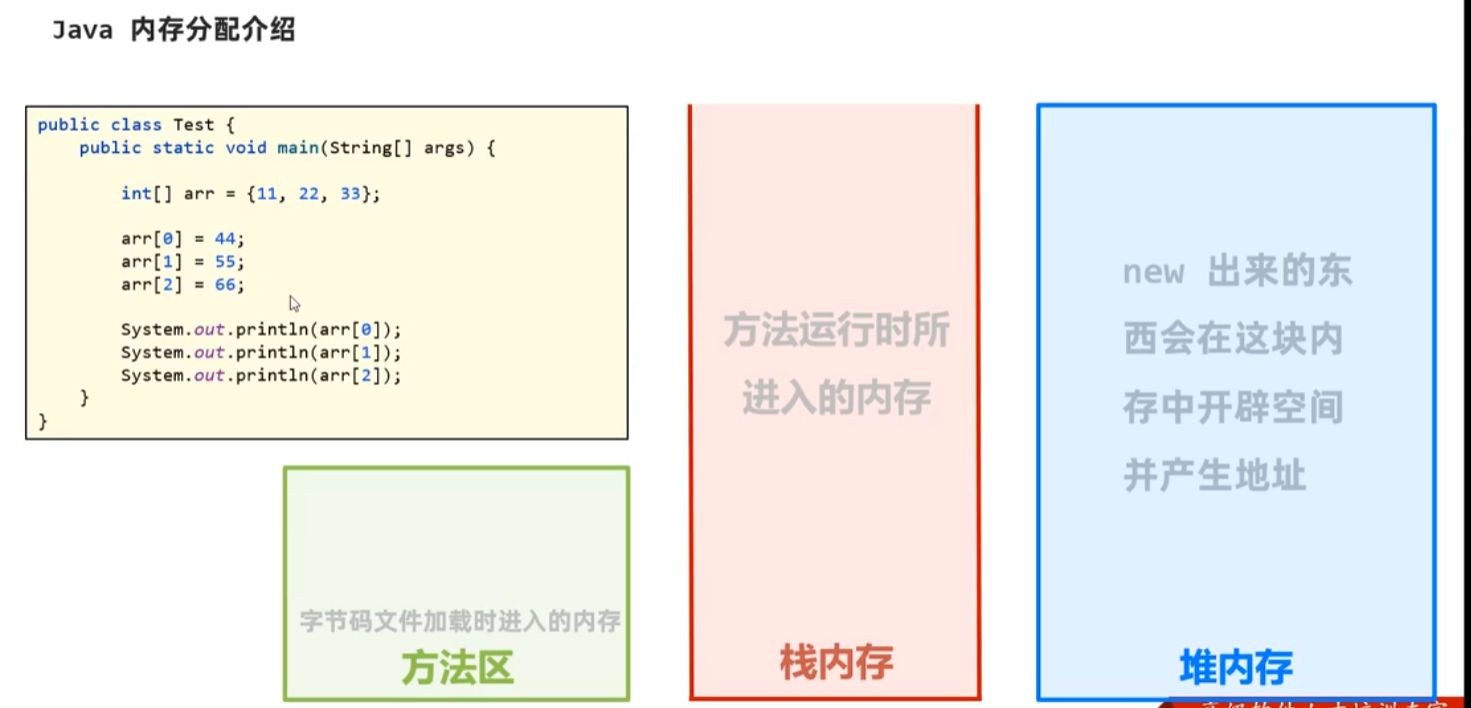 Java 内存分配介绍
public class Test {
public static void main(String[] args) {
int[] arr = {11, 22, 33};
arr[0] = 44;
arr[1] = 55;
arr[2] = 66;
System.out.println(arr[0]);
System.out.println(arr[1]);
System.out.println(arr[2]);
}
}
字节码文件加载时进入的内存
方法区
方法运行时所
进入的内存
栈内存
new 出来的东
西会在这块内
存中开辟空间
并产生地址
堆内存